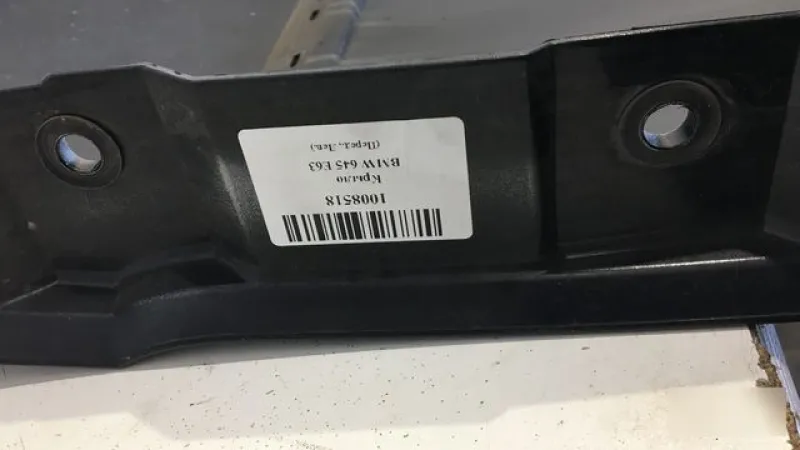 1008518
Крыло
BMW 645 E63
(Перед.,Лев.)